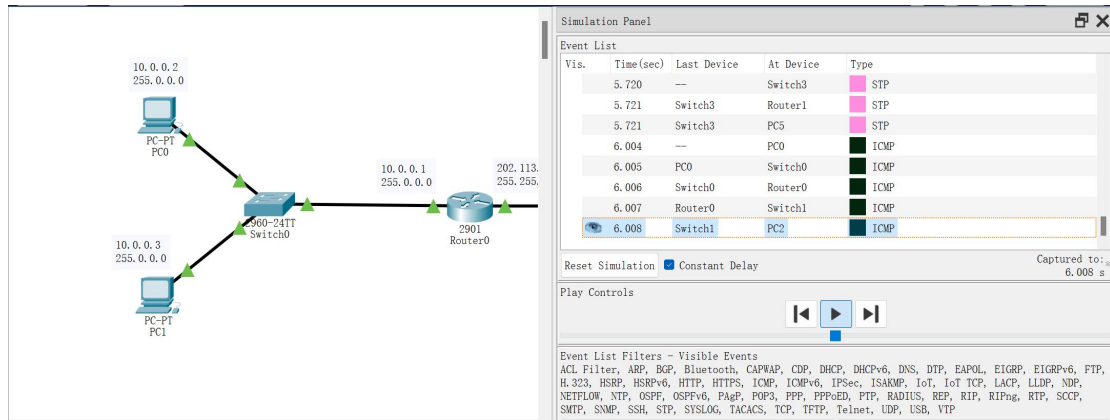 10.0.0.2
255.0.0.0
PC-PT
PC0
10.0.0.1
255.0.0.0
202.113.
255.255.
2960-24TT
Switch0
2901
Router0
10.0.0.3
255.0.0.0
PC-PT
PC1
Simulation Panel
Event List
Vis. Time(sec) Last Device At Device Type
5.720 -- Switch3 STP
5.721 Switch3 Router1 STP
5.721 Switch3 PC5 STP
6.004 -- PC0 ICMP
6.005 PC0 Switch0 ICMP
6.006 Switch0 Router0 ICMP
6.007 Router0 Switch1 ICMP
6.008 Switch1 PC2 ICMP
Reset Simulation Constant Delay Captured to:
6.008 s
Play Controls
Event List Filters - Visible Events
ACL Filter, ARP, BGP, Bluetooth, CAPWAP, CDP, DHCP, DHCPv6, DNS, DTP, EAPOL, EIGRP, EIGRPv6, FTP,
H.323, HSRP, HSRPv6, HTTP, HTTPS, ICMP, ICMPv6, IPSec, ISAKMP, IoT, IoT TCP, LACP, LLDP, NDP,
NETFLOW, NTP, OSPF, OSPFv6, PAgP, POP3, PPP, PPPoED, PTP, RADIUS, REP, RIP, RIPng, RTP, SCCP,
SMTP, SNMP, SSH, STP, SYSLOG, TACACS, TCP, TFTP, Telnet, UDP, USB, VTP